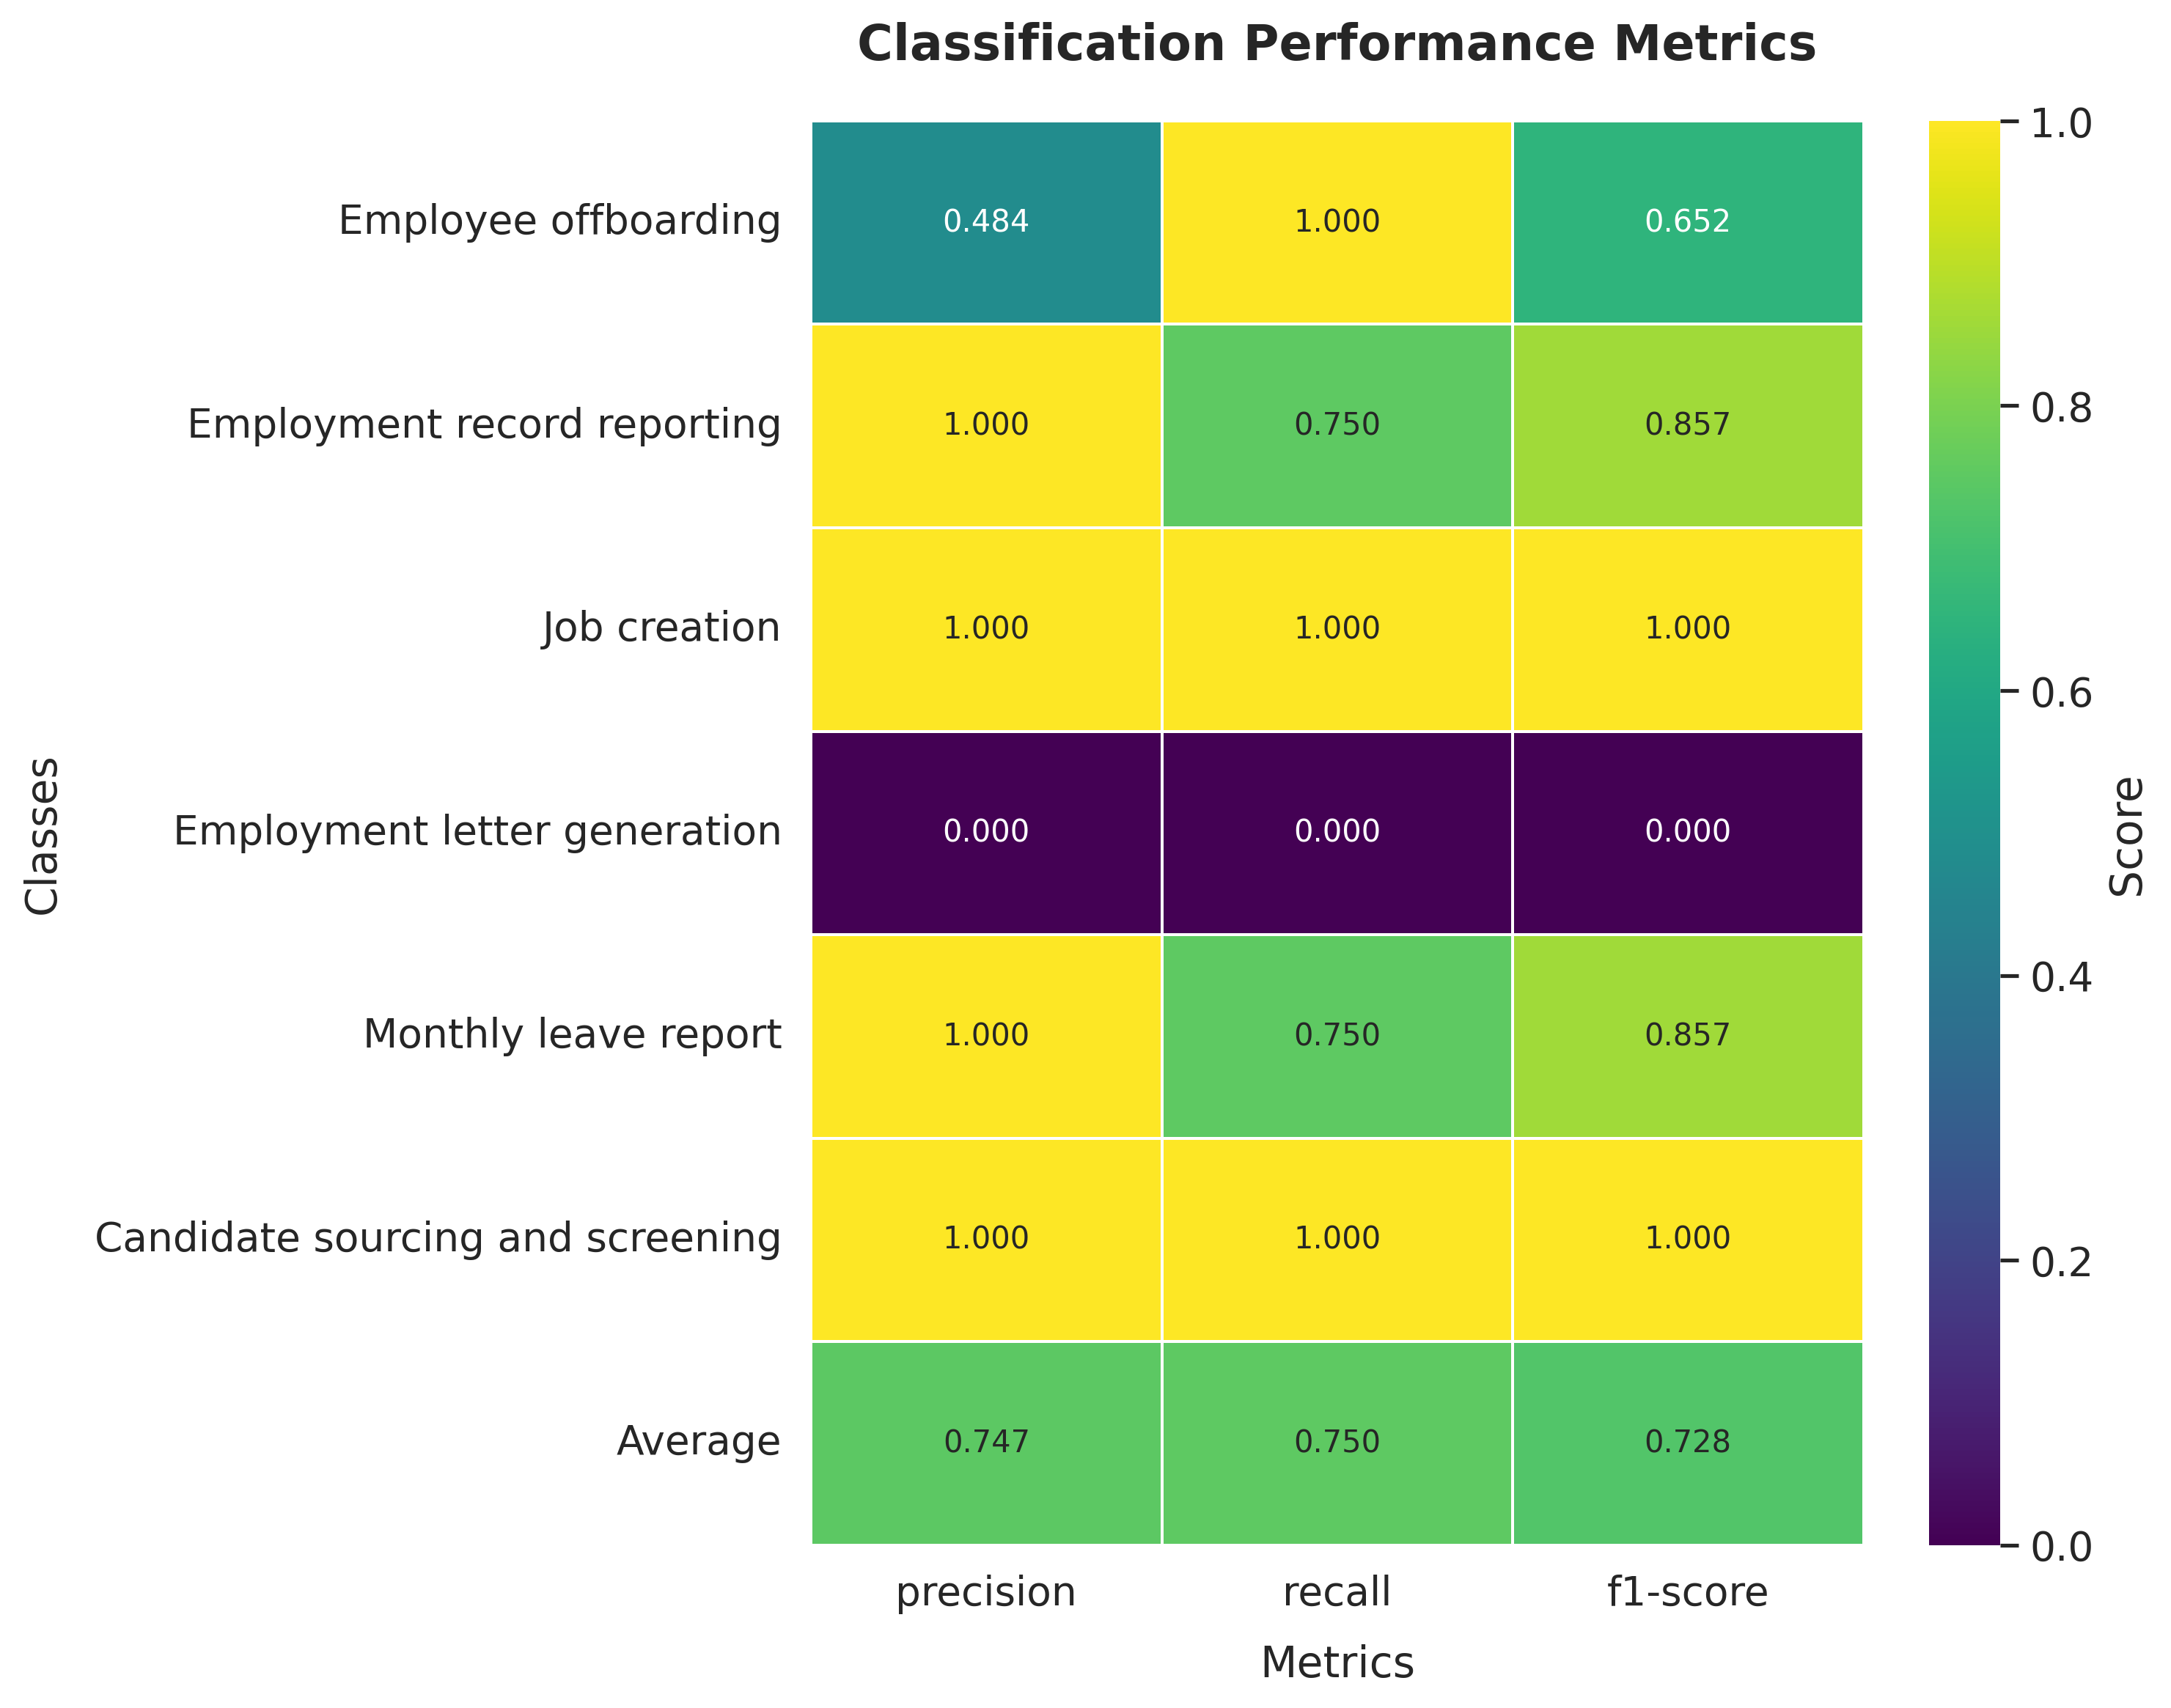 Classification Performance Metrics
Employee offboarding 0.484 1.000 0.652
Employment record reporting 1.000 0.750 0.857
Job creation 1.000 1.000 1.000
Employment letter generation 0.000 0.000 0.000
Monthly leave report 1.000 0.750 0.857
Candidate sourcing and screening 1.000 1.000 1.000
Average 0.747 0.750 0.728
precision recall f1-score
Metrics
Classes
1.0
0.8
0.6
0.4
0.2
0.0
Score